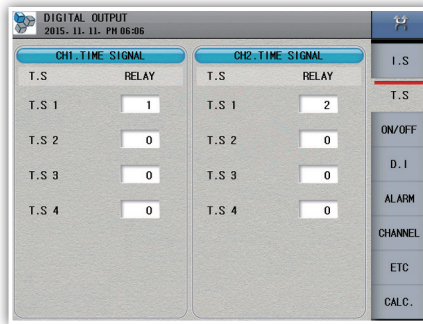 DIGITAL OUTPUT
2015. 11. 11. PM 06:06
CH1.TIME SIGNAL
T.S RELAY
T.S 1 1
T.S 2 0
T.S 3 0
T.S 4 0
CH2.TIME SIGNAL
T.S RELAY
T.S 1 2
T.S 2 0
T.S 3 0
T.S 4 0
I.S
T.S
ON/OFF
D.I
ALARM
CHANNEL
ETC
CALC.